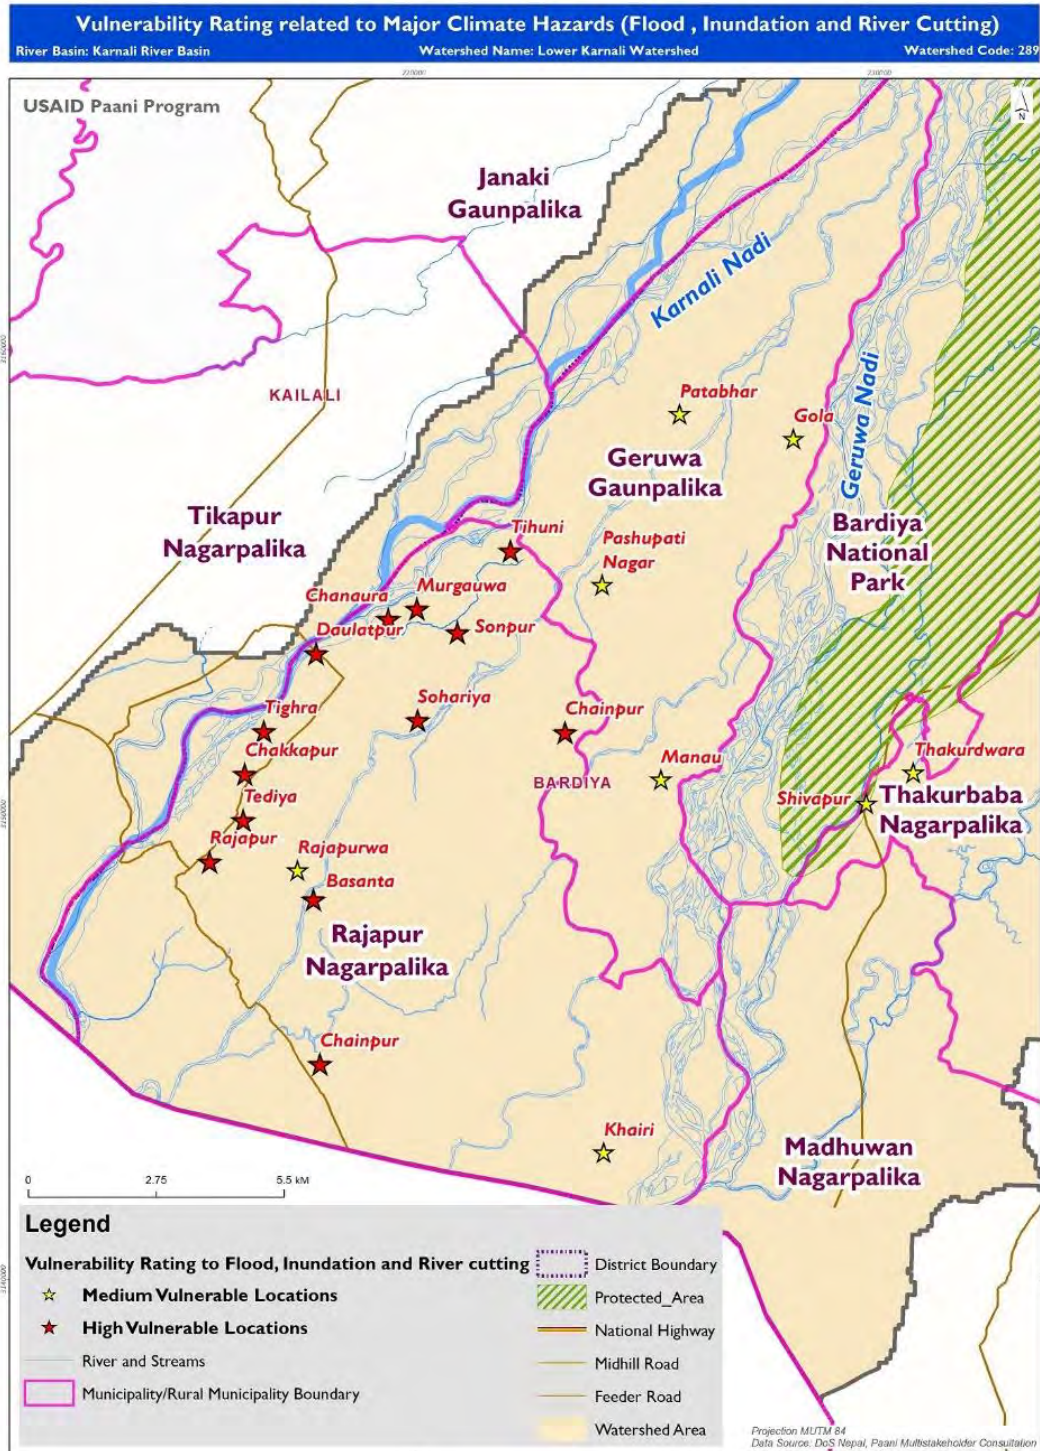 Vulnerability Rating related to Major Climate Hazards (Flood , Inundation and River Cutting)
River Basin: Karnali River Basin
Watershed Name: Lower Karnali Watershed
Watershed Code: 289
220000
230000
USAID Paani Program
N
Janaki
Gaunpalika
Karnali Nadi
3160000
KAILALI
Patabhar
Gola
Geruwa Nadi
Geruwa
Gaunpalika
Tikapur
Nagarpalika
Bardiya
National
Park
Tihuni
Pashupati
Nagar
Chanaura
Murgauwa
Daulatpur
Sonpur
Sohariya
Tighra
Chainpur
Chakkapur
Manau
Thakurdwara
BARDIYA
Tediya
Shivapur
Thakurbaba
Nagarpalika
3150000
Rajapur
Rajapurwa
Basanta
Rajapur
Nagarpalika
Chainpur
Khairi
Madhuwan
Nagarpalika
0 2.75 5.5 kM
3140000
Legend
Vulnerability Rating to Flood, Inundation and River cutting
Medium Vulnerable Locations
High Vulnerable Locations
River and Streams
Municipality/Rural Municipality Boundary
District Boundary
Protected_Area
National Highway
Midhill Road
Feeder Road
Watershed Area
Projection MUTM 84
Data Source: DoS Nepal, Paani Multistakeholder Consultation